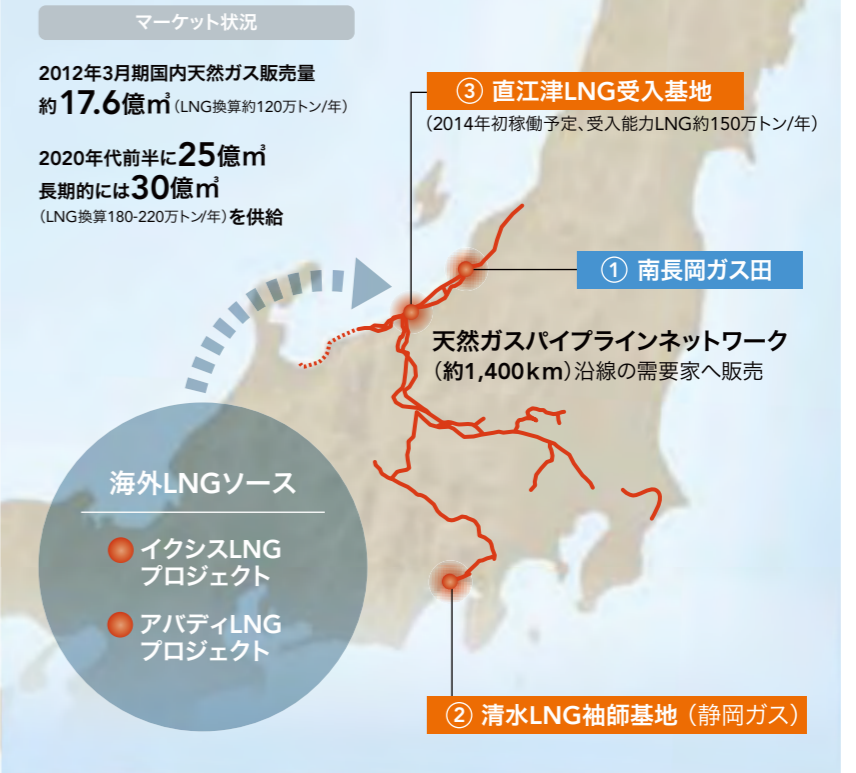 マーケット状況
2012年3月期国内天然ガス販売量
約17.6億㎥（LNG換算約120万トン/年）
2020年代前半に25億㎥
長期的には30億㎥
（LNG換算180-220万トン/年）を供給
③ 直江津LNG受入基地
（2014年初稼働予定、受入能力LNG約150万トン/年）
① 南長岡ガス田
天然ガスパイプラインネットワーク
（約1,400km）沿線の需要家へ販売
海外LNGソース
イクシスLNG
プロジェクト
アバディLNG
プロジェクト
② 清水LNG袖師基地（静岡ガス）